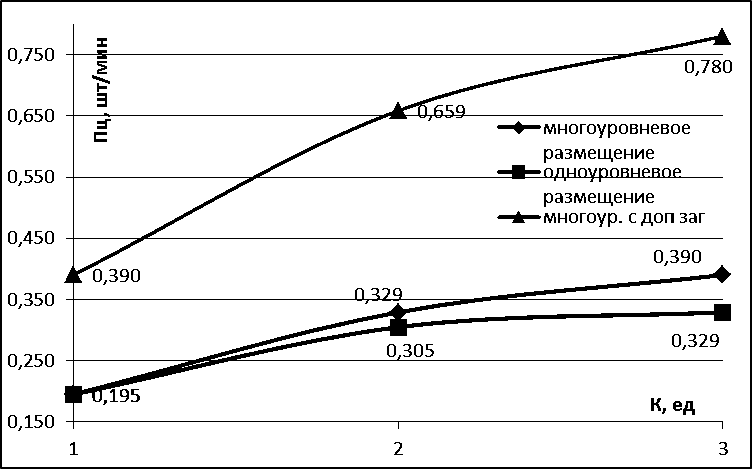 Пц, шт/мин
0,750
0,650
0,550
0,450
0,350
0,250
0,150
0,780
0,659
0,390
многоуровневое
размещение
одноуровневое
размещение
многоур. с доп заг
0,390
0,329
0,305
0,329
0,195
К, ед
1 2 3